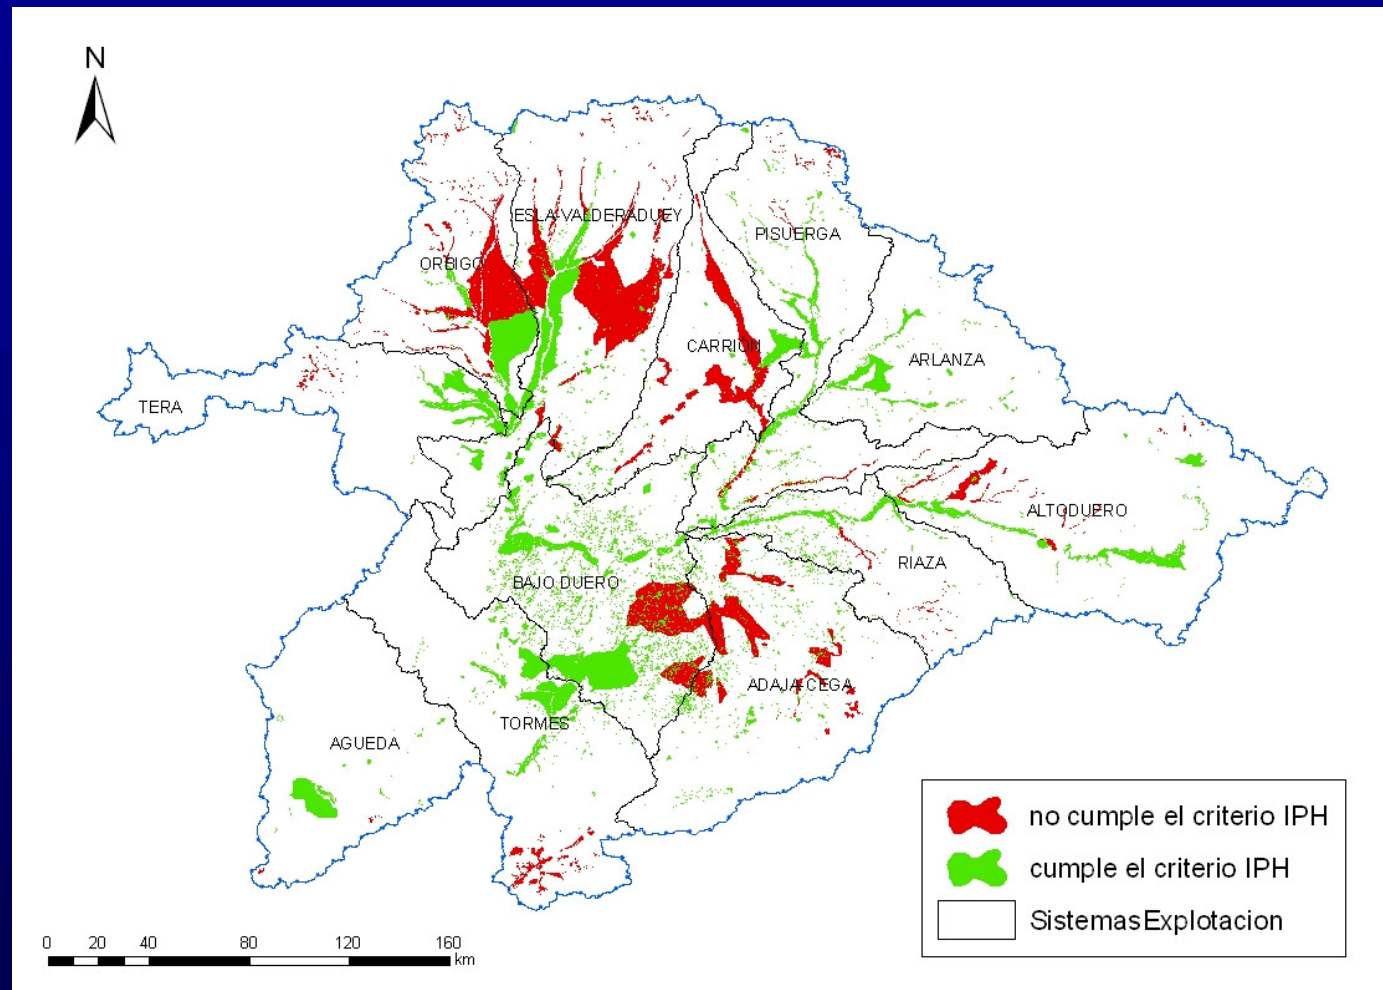 N
ESLA-VALDERADUEY
PISUERGA
ORBIGO
CARRION
ARLANZA
TERA
ALTODUERO
RIAZA
BAJO DUERO
ADAJA-CEGA
TORMES
AGUEDA
no cumple el criterio IPH
cumple el criterio IPH
SistemasExplotacion
0 20 40 80 120 160
km